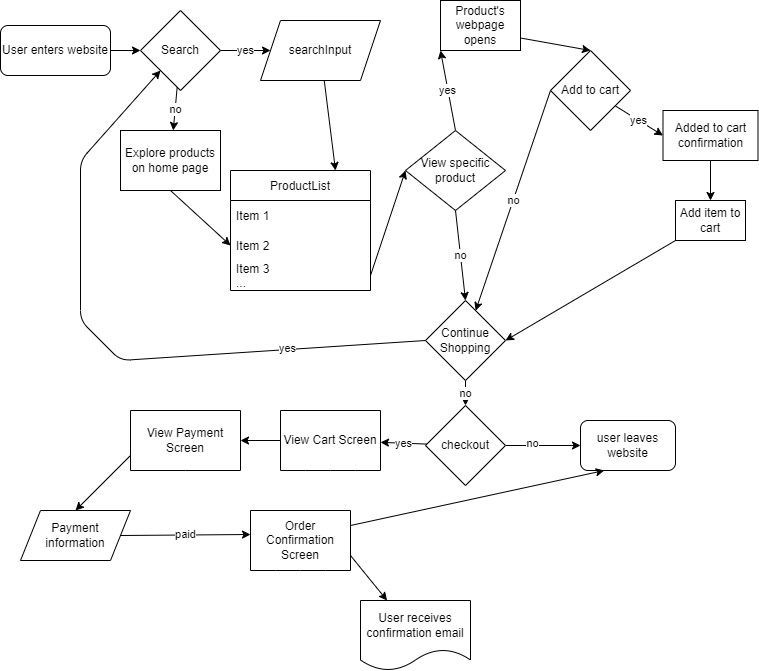 Product's
webpage
opens
User enters website
Search
yes
searchInput
yes
Add to cart
no
yes
Added to cart
confirmation
Explore products
on home page
View specific
product
ProductList
Item 1
Item 2
Item 3
...
no
Add item to
cart
no
Continue
Shopping
yes
no
View Payment
Screen
View Cart Screen
yes
checkout
no
user leaves
website
Payment
information
paid
Order
Confirmation
Screen
User receives
confirmation email